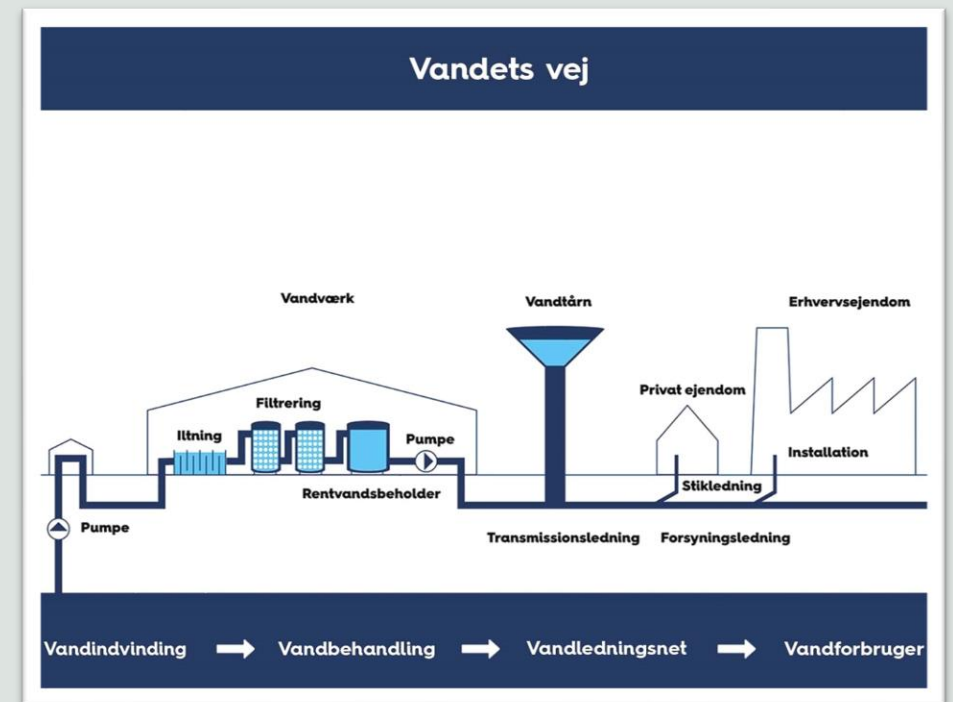 Vandets vej
Vandværk
Vandtårn
Erhvervsejendom
Privat ejendom
Filtrering
Iltning
Pumpe
Installation
Rentvandsbeholder
Stikledning
Pumpe
Transmissionsledning
Forsyningsledning
Vandindvinding
Vandbehandling
Vandledningsnet
Vandforbruger